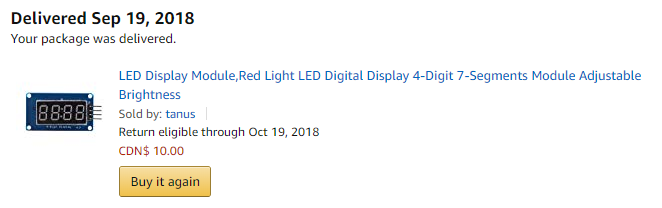 Delivered Sep 19, 2018
Your package was delivered.
LED Display Module,Red Light LED Digital Display 4-Digit 7-Segments Module Adjustable
Brightness
Sold by: tanus
Return eligible through Oct 19, 2018
CDN$ 10.00
Buy it again
88:88